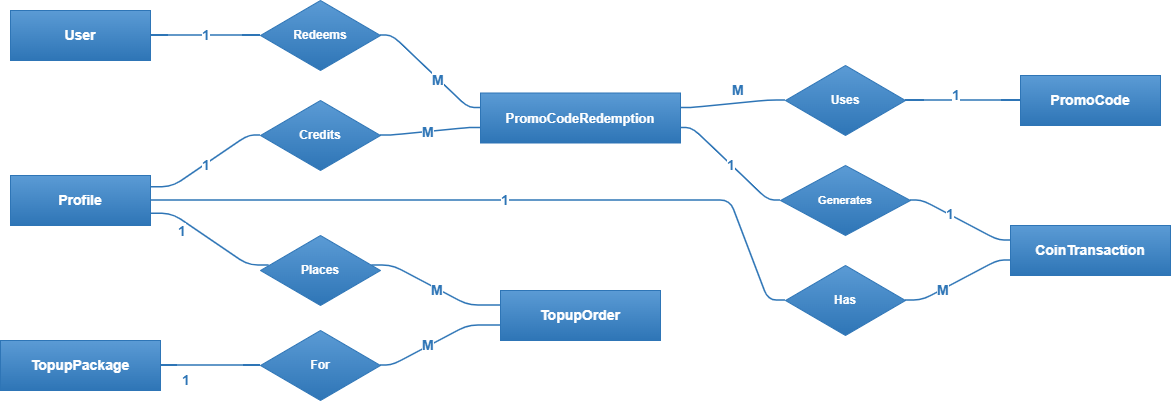 User
1
Redeems
M
Credits
M
1
PromoCodeRedemption
M
Uses
1
PromoCode
Profile
1
1
Generates
1
1
Places
M
CoinTransaction
Has
M
TopupOrder
TopupPackage
1
For
M